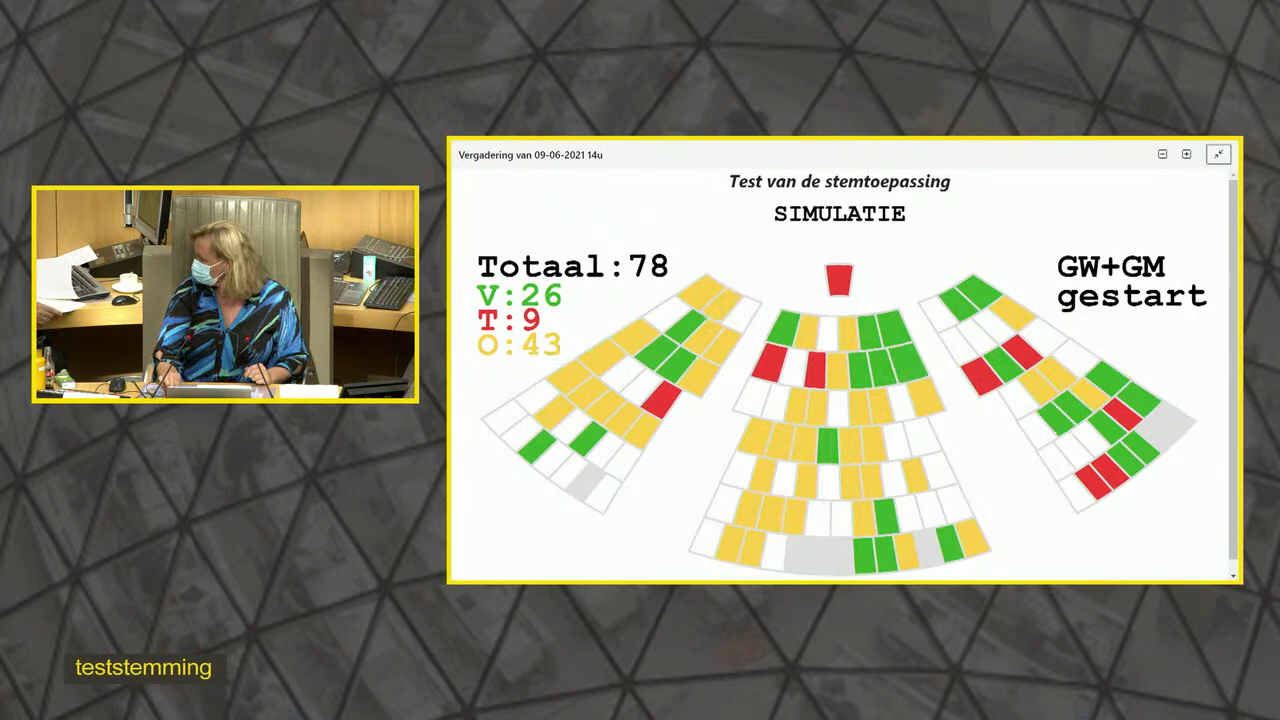 Vergadering van 09-06-2021 14u
Test van de stemtoepassing
SIMULATIE
Totaal:78
V:26
T:9
O:43
GW+GM
gestart
teststemming